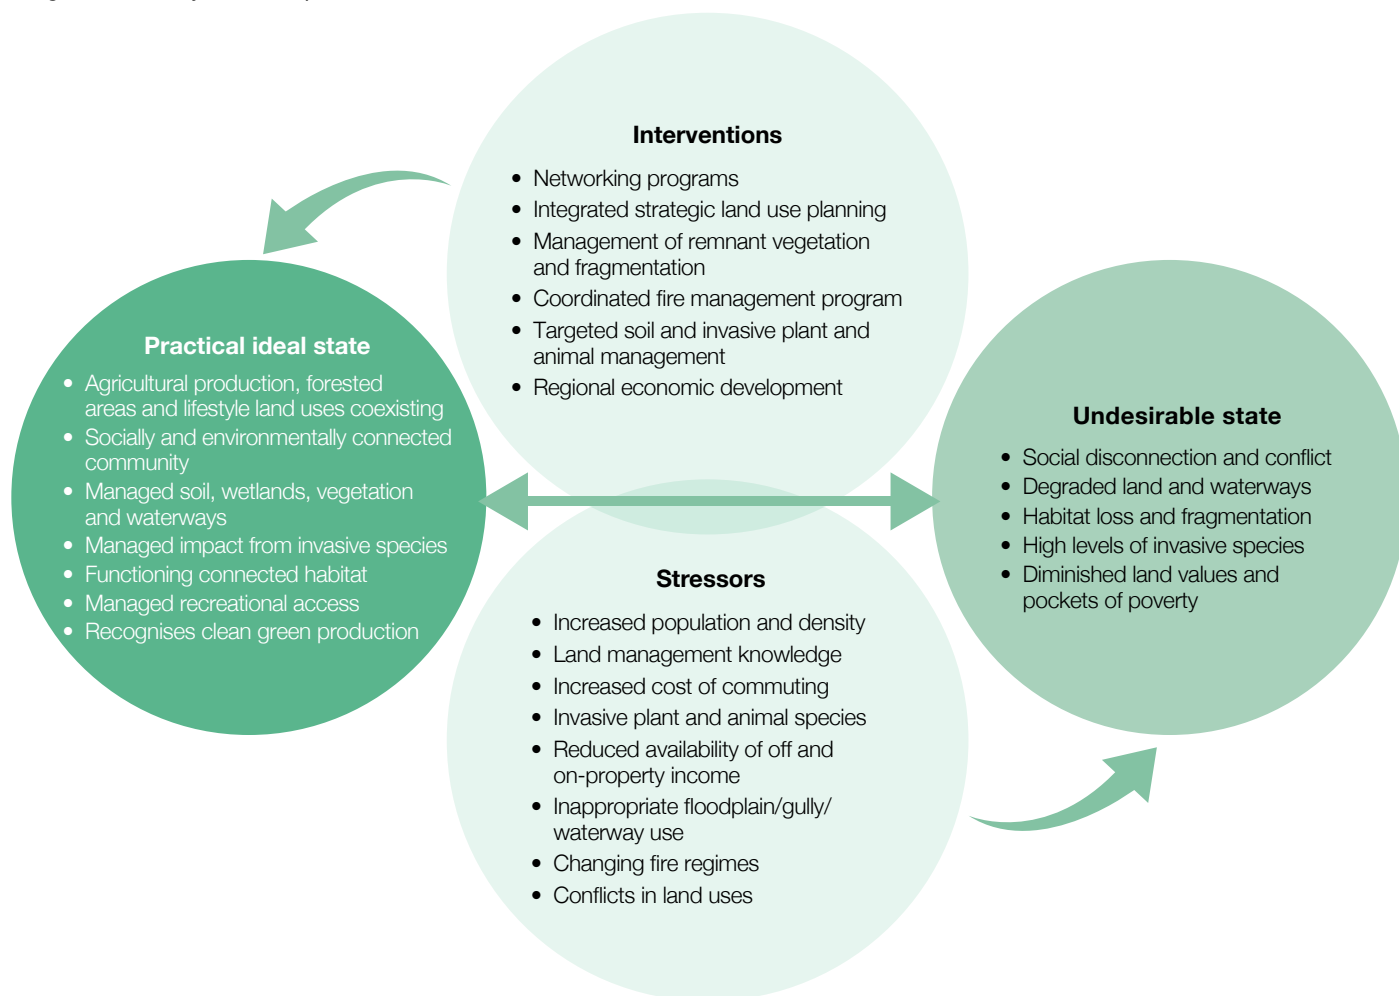 Interventions
• Networking programs
• Integrated strategic land use planning
• Management of remnant vegetation
and fragmentation
• Coordinated fire management program
• Targeted soil and invasive plant and
animal management
• Regional economic development
Practical ideal state
• Agricultural production, forested
areas and lifestyle land uses coexisting
• Socially and environmentally connected
community
• Managed soil, wetlands, vegetation
and waterways
• Managed impact from invasive species
• Functioning connected habitat
• Managed recreational access
• Recognises clean green production
Undesirable state
• Social disconnection and conflict
• Degraded land and waterways
• Habitat loss and fragmentation
• High levels of invasive species
• Diminished land values and
pockets of poverty
Stressors
• Increased population and density
• Land management knowledge
• Increased cost of commuting
• Invasive plant and animal species
• Reduced availability of off and
on-property income
• Inappropriate floodplain/gully/
waterway use
• Changing fire regimes
• Conflicts in land uses